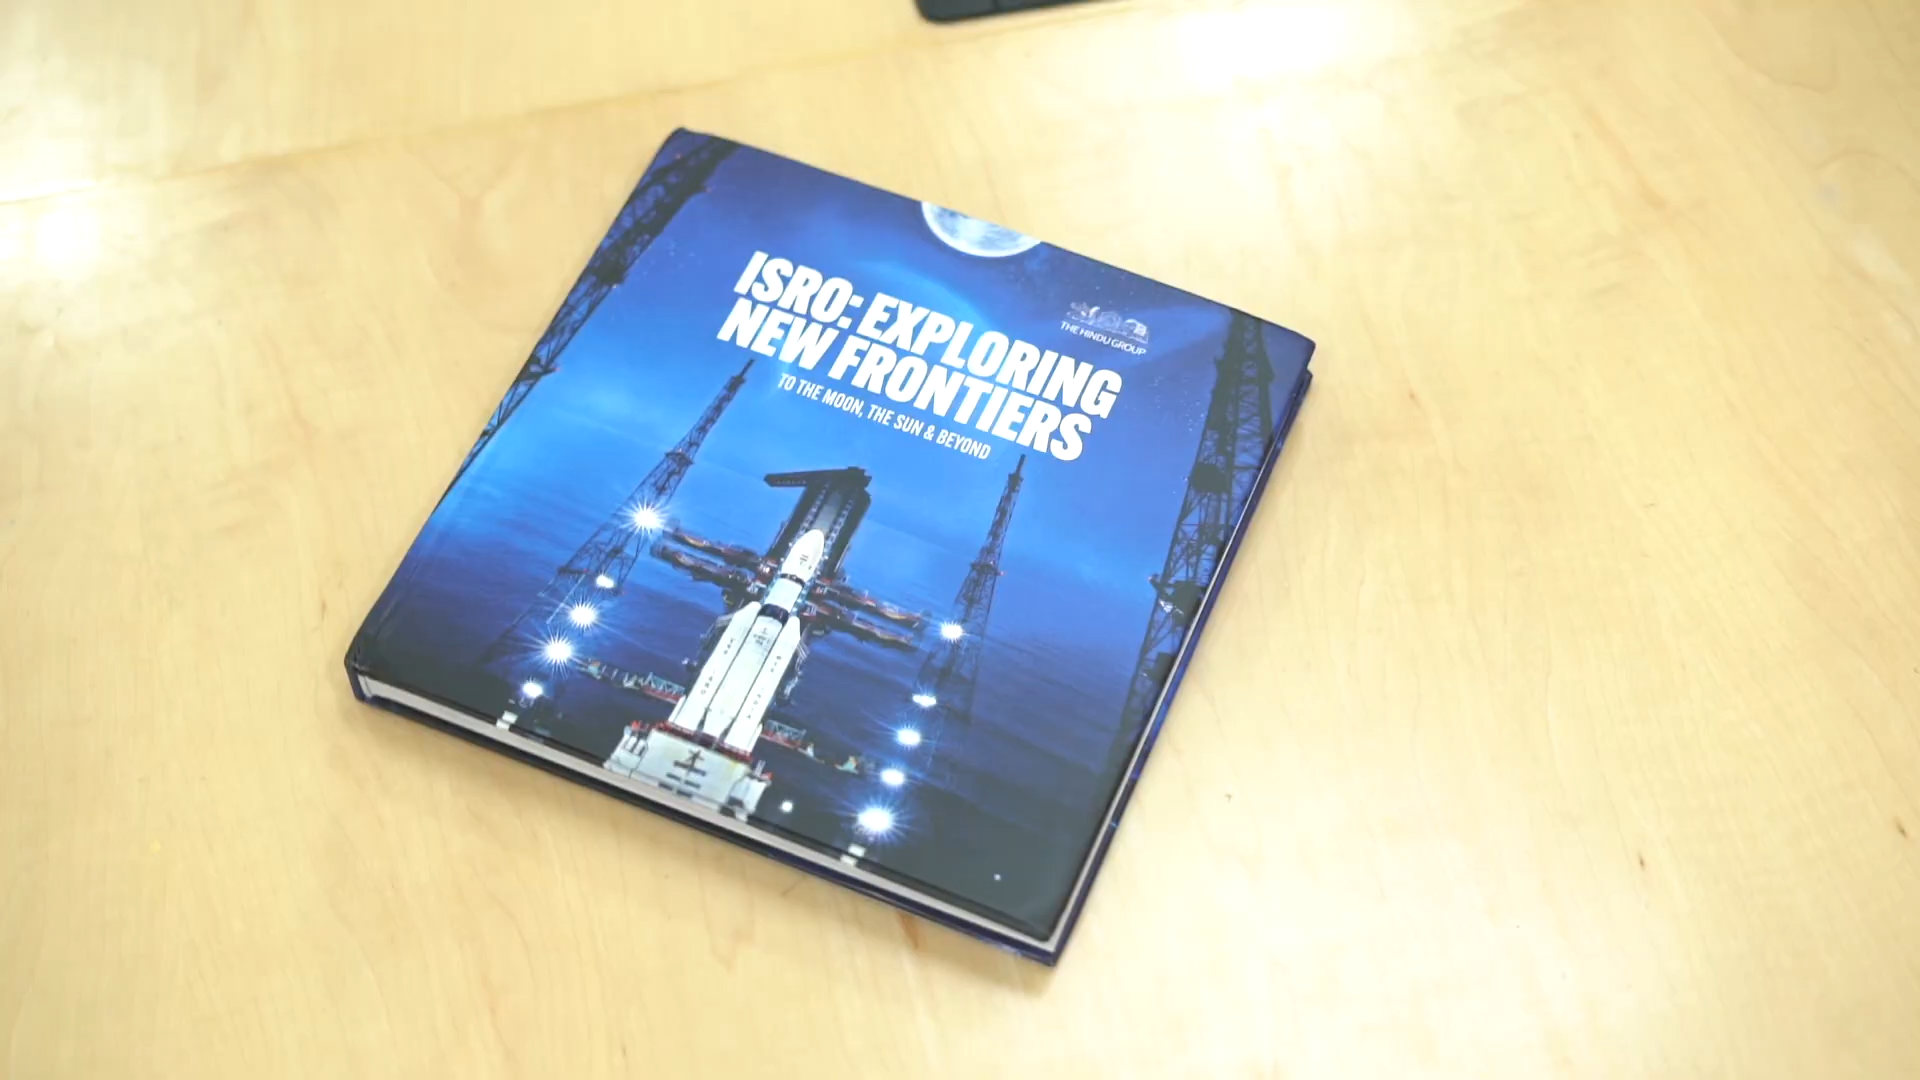 ISRO: EXPLORING
NEW FRONTIERS
TO THE MOON, THE SUN & BEYOND
THE HINDU GROUP